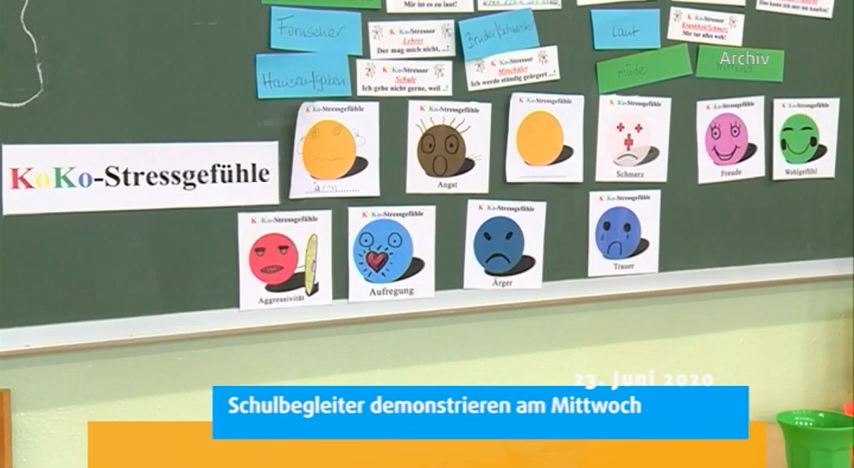 Mir ist es zu laut!
Fernseher
KoKo-Stressor
Lehrer
Der mag mich nicht, ..!
Bruder/Schwester
laut
KoKo-Stressor
Krankheit/Schmerz
Mir tut alles weh!
Archiv
Hausaufgaben
KoKo-Stressor
Schule
Ich gehe nicht gerne, weil ..!
KoKo-Stressor
Mitschüler
Ich werde ständig geärgert ..!
müde
KoKo-Stressgefühle
KoKo-Stressgefühle
KoKo-Stressgefühle
Angst
KoKo-Stressgefühle
KoKo-Stressgefühle
Schmerz
KoKo-Stressgefühle
Freude
KoKo-Stressgefühle
Wohlgefühl
KoKo-Stressgefühle
Aggressivität
KoKo-Stressgefühle
Aufregung
KoKo-Stressgefühle
Ärger
KoKo-Stressgefühle
Trauer
23. Juni 2020
Schulbegleiter demonstrieren am Mittwoch